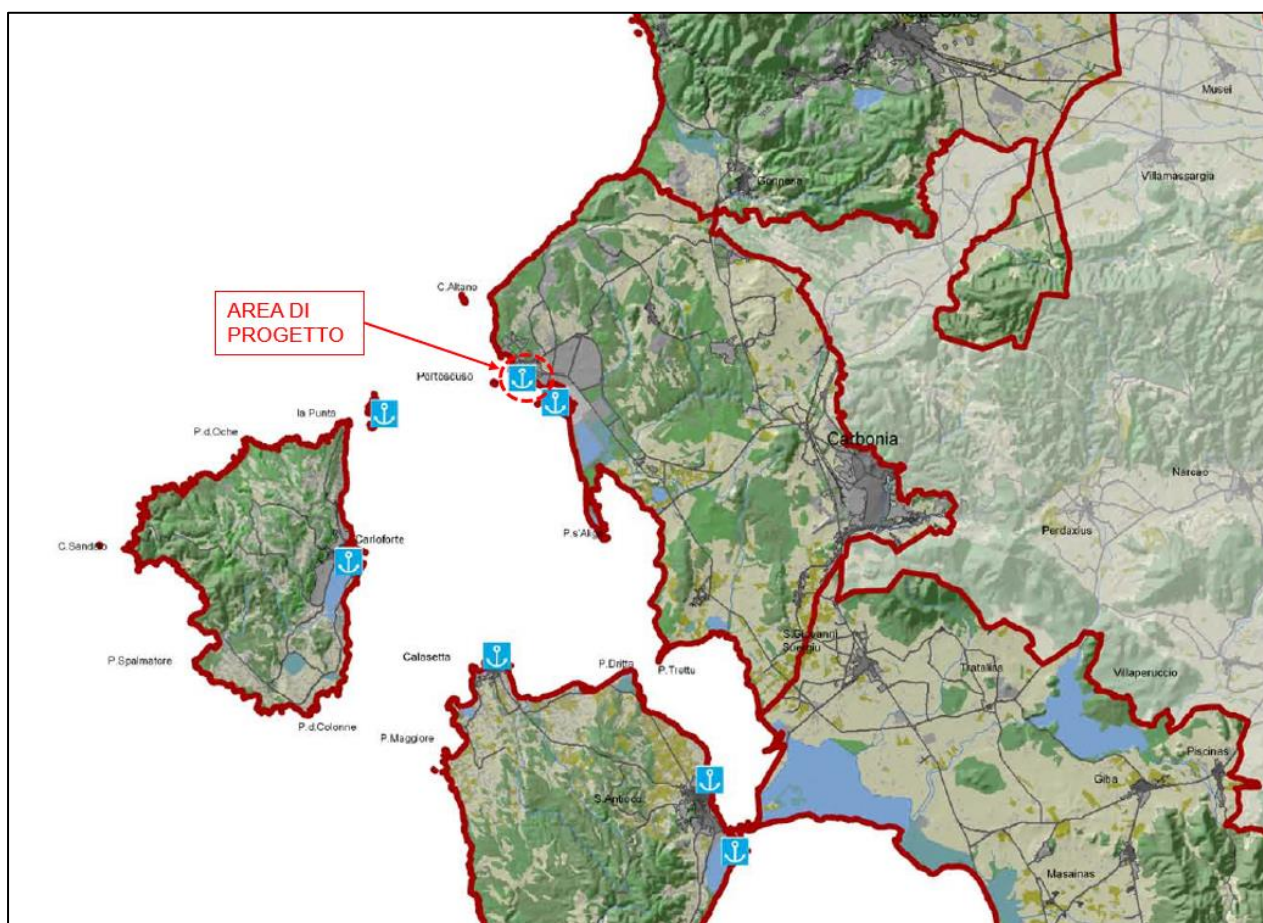 Musei
Villamassargia
Gonnesa
C.Altano
AREA DI
PROGETTO
Portoscuso
la Punta
P.d.Oche
Carbonia
Narcao
Perdaxius
C.Sandalo
Carloforte
P.Spalmatore
Calasetta
P.Dritta
P.Trettu
S.Giovanni
Suergiu
Tratalias
Villaperuccio
P.d.Colonne
P.Maggiore
Piscinas
Giba
S.Antioco
Masainas